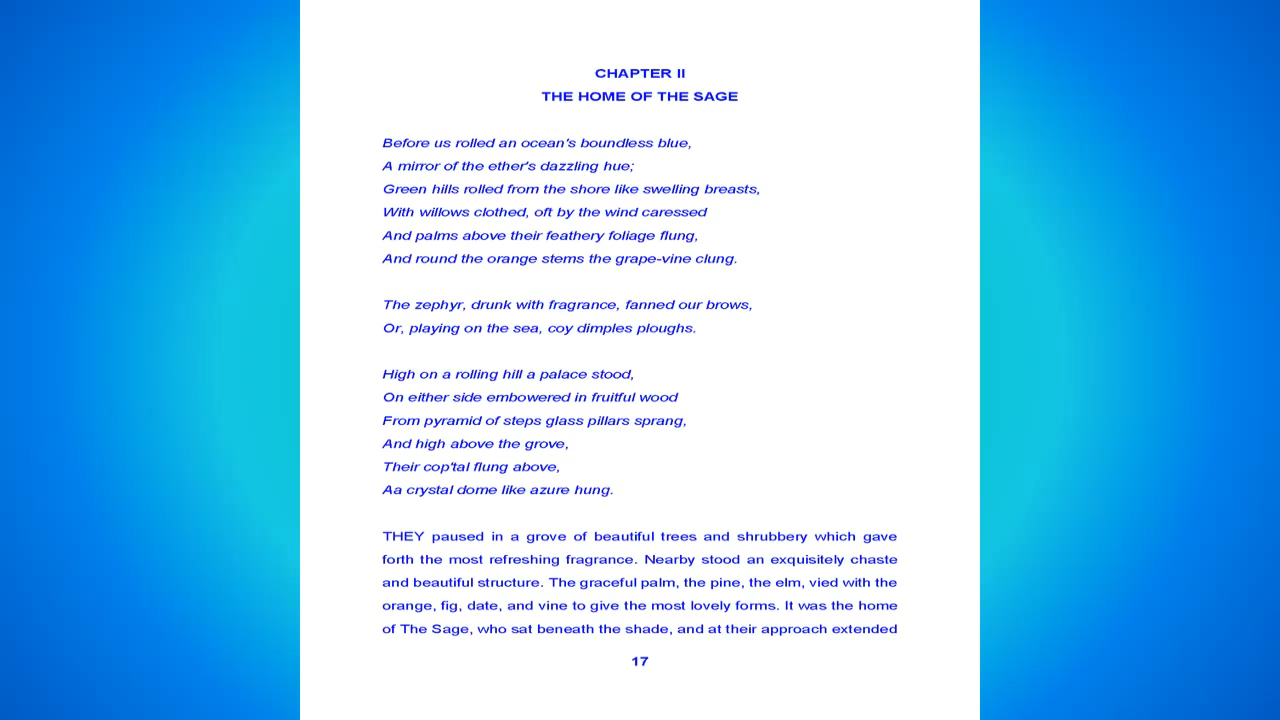 CHAPTER II
THE HOME OF THE SAGE
Before us rolled an ocean's boundless blue,
A mirror of the ether's dazzling hue;
Green hills rolled from the shore like swelling breasts,
With willows clothed, oft by the wind caressed
And palms above their feathery foliage flung,
And round the orange stems the grape-vine clung.
The zephyr, drunk with fragrance, fanned our brows,
Or, playing on the sea, coy dimples ploughs.
High on a rolling hill a palace stood,
On either side embowered in fruitful wood
From pyramid of steps glass pillars sprang,
And high above the grove,
Their cop'tal flung above,
Aa crystal dome like azure hung.
THEY paused in a grove of beautiful trees and shrubbery which gave
forth the most refreshing fragrance. Nearby stood an exquisitely chaste
and beautiful structure. The graceful palm, the pine, the elm, vied with the
orange, fig, date, and vine to give the most lovely forms. It was the home
of The Sage, who sat beneath the shade, and at their approach extended
17